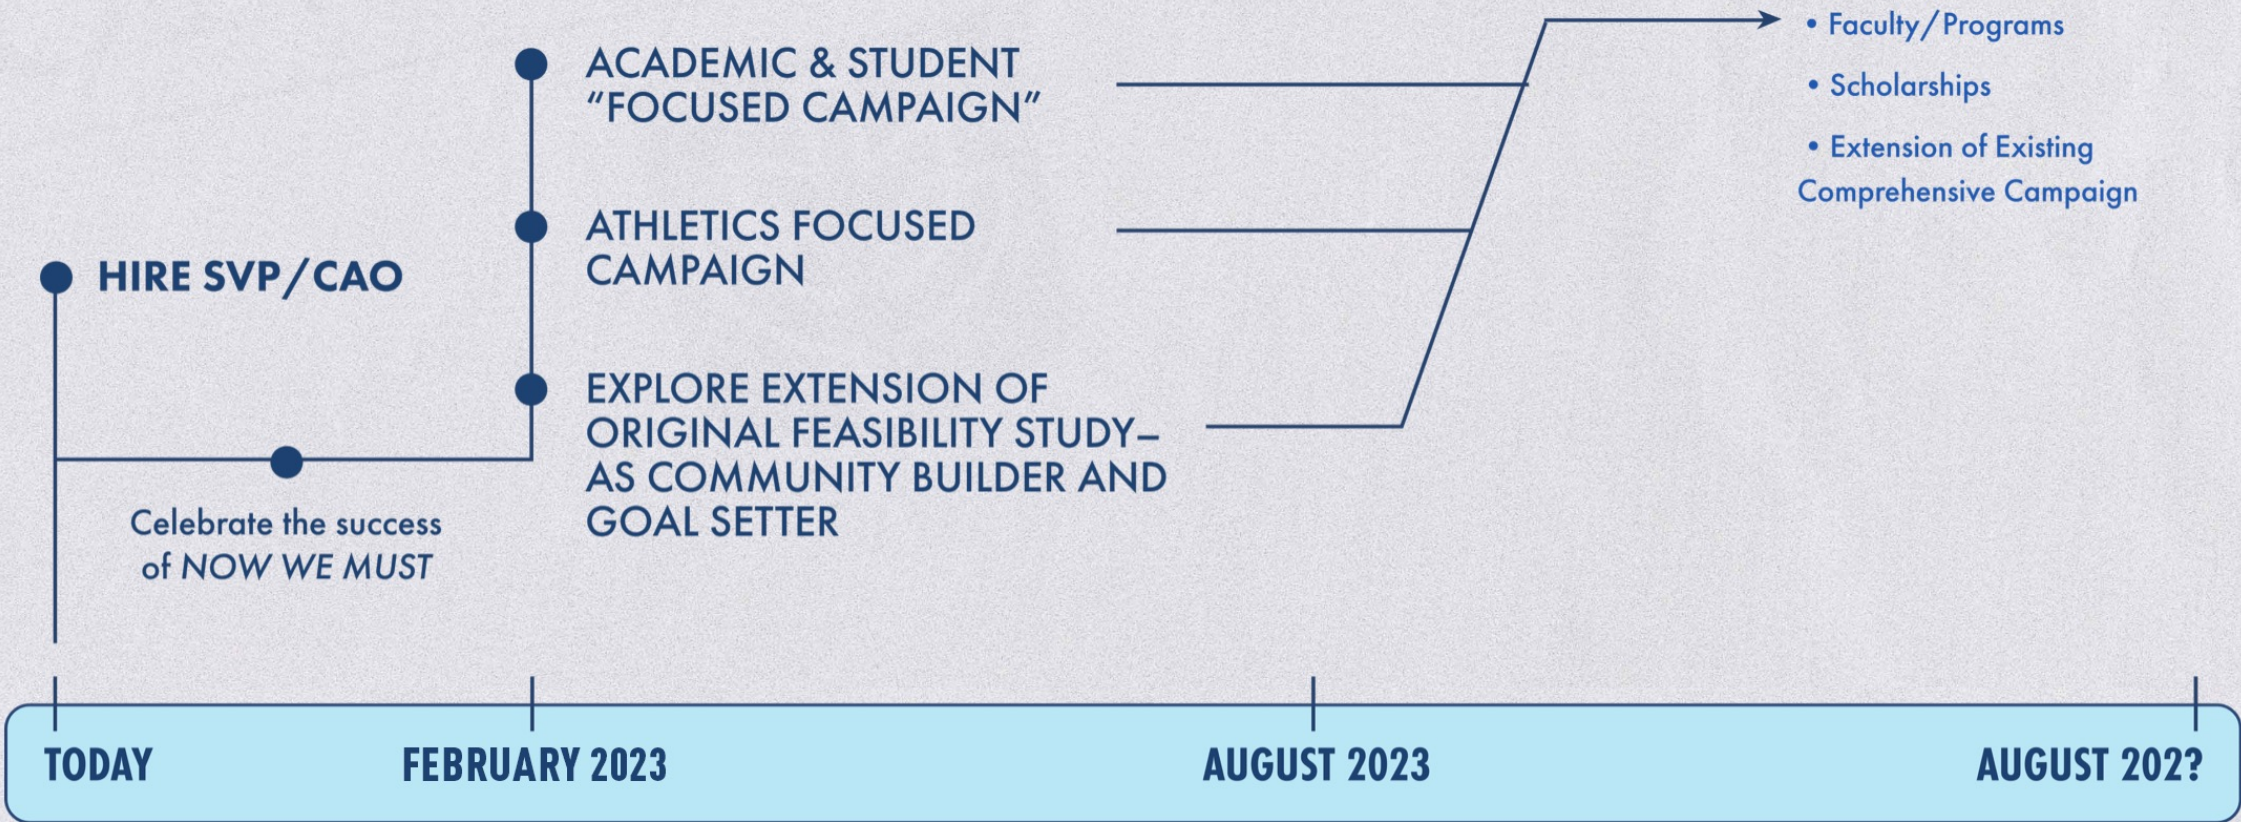 • Faculty/Programs
• Scholarships
• Extension of Existing
Comprehensive Campaign
ACADEMIC & STUDENT
“FOCUSED CAMPAIGN”
ATHLETICS FOCUSED
CAMPAIGN
HIRE SVP/CAO
EXPLORE EXTENSION OF
ORIGINAL FEASIBILITY STUDY–
AS COMMUNITY BUILDER AND
GOAL SETTER
Celebrate the success
of NOW WE MUST
TODAY
FEBRUARY 2023
AUGUST 2023
AUGUST 202?